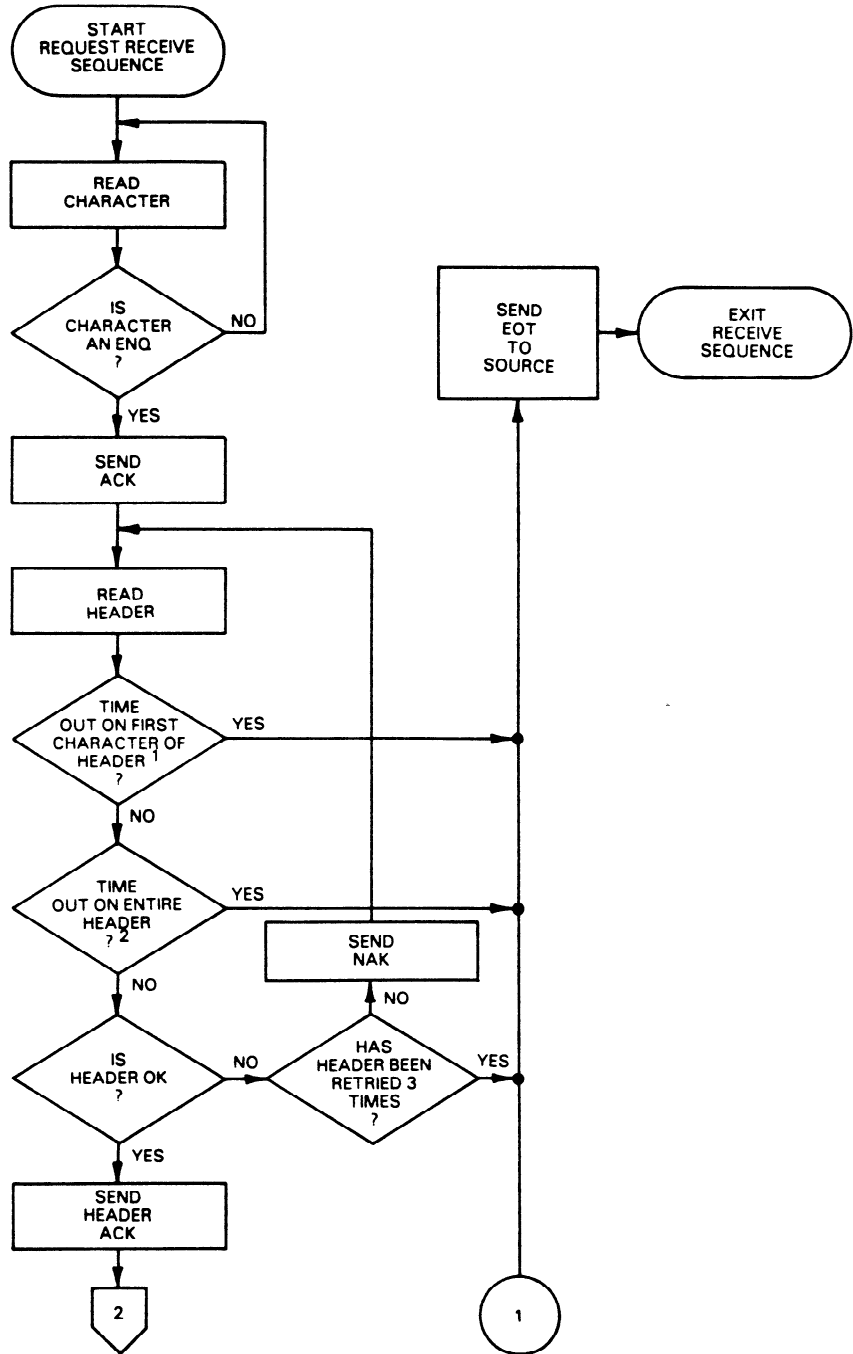 START
REQUEST RECEIVE
SEQUENCE
READ
CHARACTER
IS
CHARACTER
AN ENQ
?
NO
YES
SEND
ACK
READ
HEADER
TIME
OUT ON FIRST
CHARACTER OF
HEADER 1
?
YES
NO
TIME
OUT ON ENTIRE
HEADER
? 2
YES
NO
IS
HEADER OK
?
NO
YES
HAS
HEADER BEEN
RETRIED 3
TIMES
?
YES
NO
SEND
NAK
SEND
HEADER
ACK
2
SEND
EOT
TO
SOURCE
EXIT
RECEIVE
SEQUENCE
1